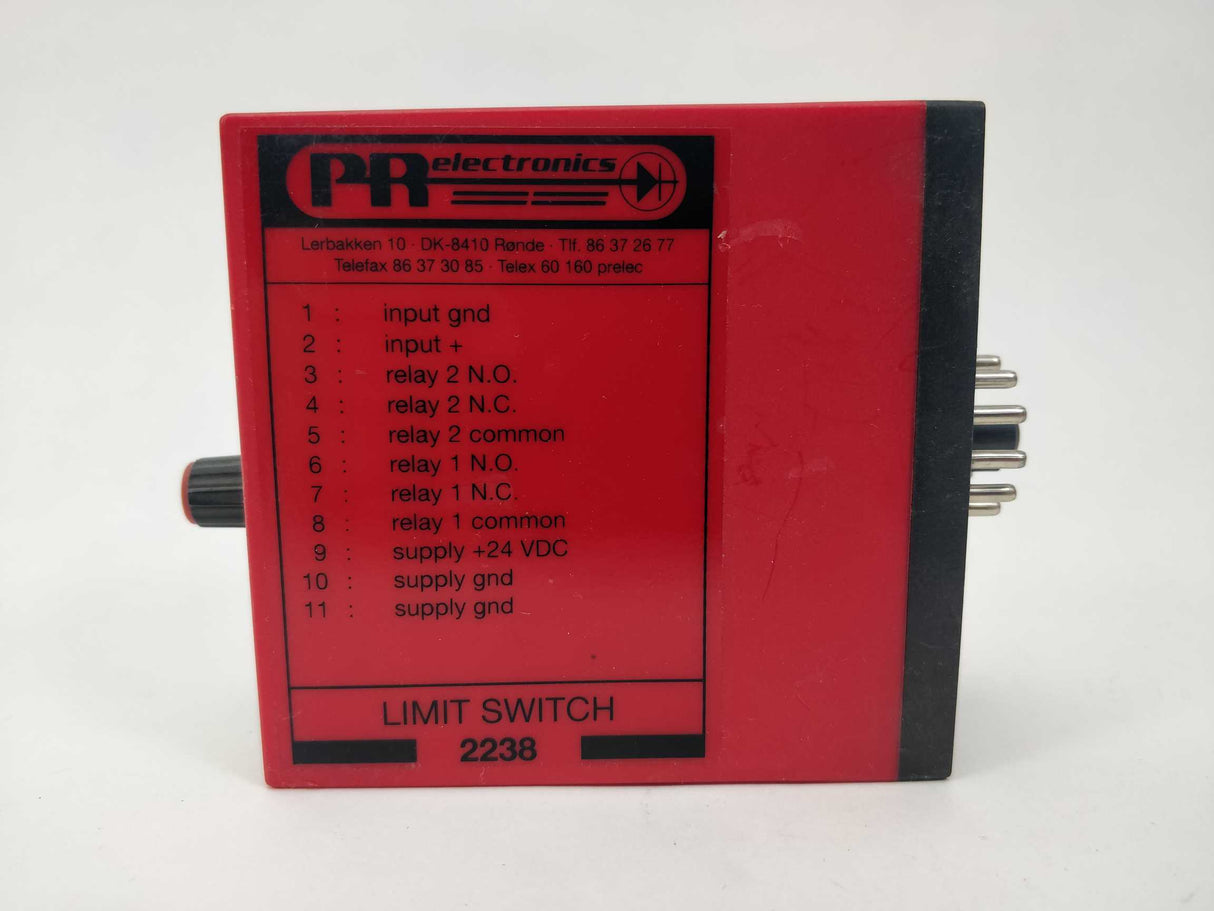 PR electronics
Lerbakken 10 · DK-8410 Rønde · Tlf. 86 37 26 77
Telefax 86 37 30 85 · Telex 60 160 prelec
1 : input gnd
2 : input +
3 : relay 2 N.O.
4 : relay 2 N.C.
5 : relay 2 common
6 : relay 1 N.O.
7 : relay 1 N.C.
8 : relay 1 common
9 : supply +24 VDC
10 : supply gnd
11 : supply gnd
LIMIT SWITCH
2238